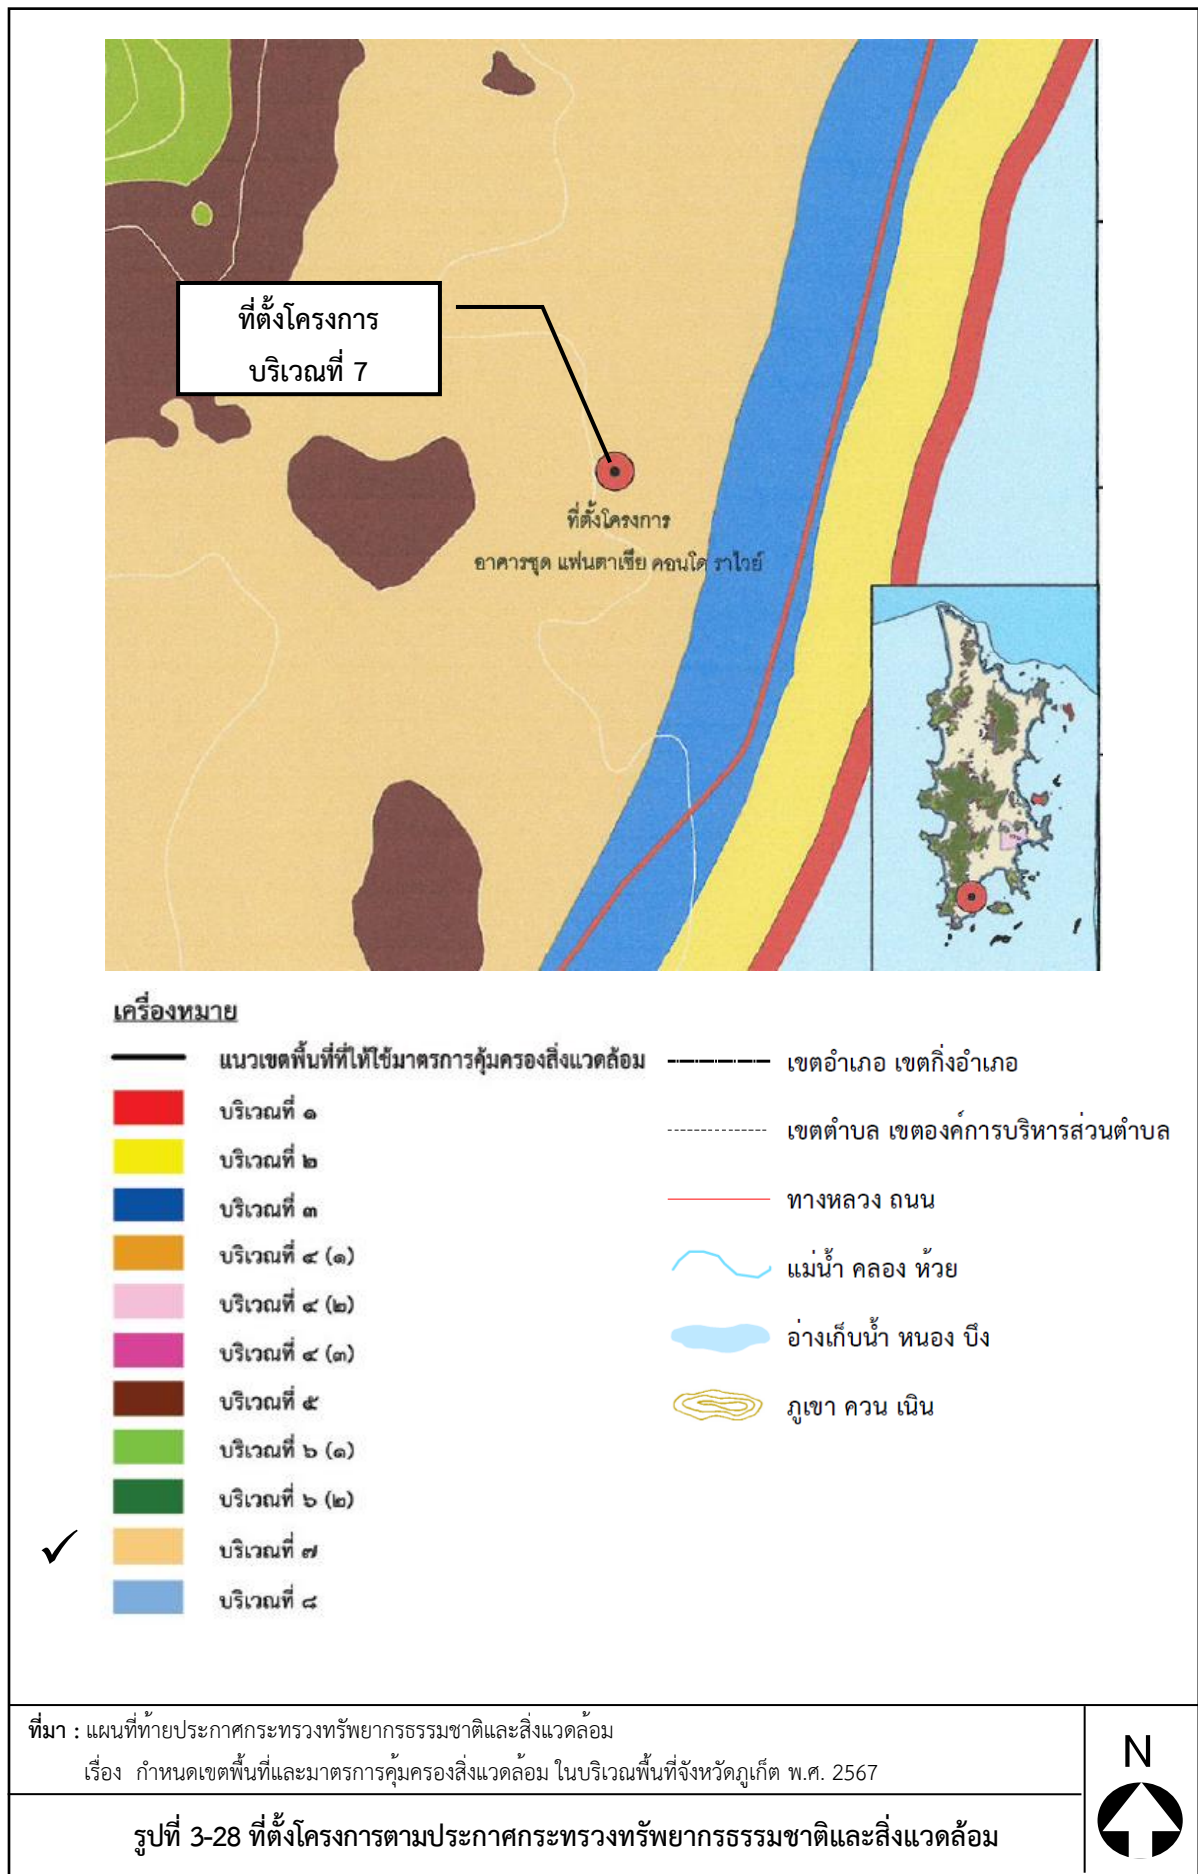 ที่ตั้งโครงการ
บริเวณที่ 7
ที่ตั้งโครงการ
อาคารชุด แฟนตาเซีย คอนโด ราไวย์
เครื่องหมาย
แนวเขตพื้นที่ที่ให้ใช้มาตรการคุ้มครองสิ่งแวดล้อม
บริเวณที่ ๑
บริเวณที่ ๒
บริเวณที่ ๓
บริเวณที่ ๔ (๑)
บริเวณที่ ๔ (๒)
บริเวณที่ ๔ (๓)
บริเวณที่ ๕
บริเวณที่ ๖ (๑)
บริเวณที่ ๖ (๒)
บริเวณที่ ๗
บริเวณที่ ๘
เขตอำเภอ เขตกิ่งอำเภอ
เขตตำบล เขตองค์การบริหารส่วนตำบล
ทางหลวง ถนน
แม่น้ำ คลอง ห้วย
อ่างเก็บน้ำ หนอง บึง
ภูเขา ควน เนิน
ที่มา : แผนที่ท้ายประกาศกระทรวงทรัพยากรธรรมชาติและสิ่งแวดล้อม
เรื่อง กำหนดเขตพื้นที่และมาตรการคุ้มครองสิ่งแวดล้อม ในบริเวณพื้นที่จังหวัดภูเก็ต พ.ศ. 2567
N
รูปที่ 3-28 ที่ตั้งโครงการตามประกาศกระทรวงทรัพยากรธรรมชาติและสิ่งแวดล้อม